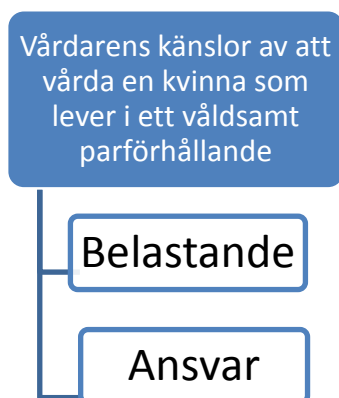 Vårdarens känslor av att
vårda en kvinna som
lever i ett våldsamt
parförhållande
Belastande
Ansvar